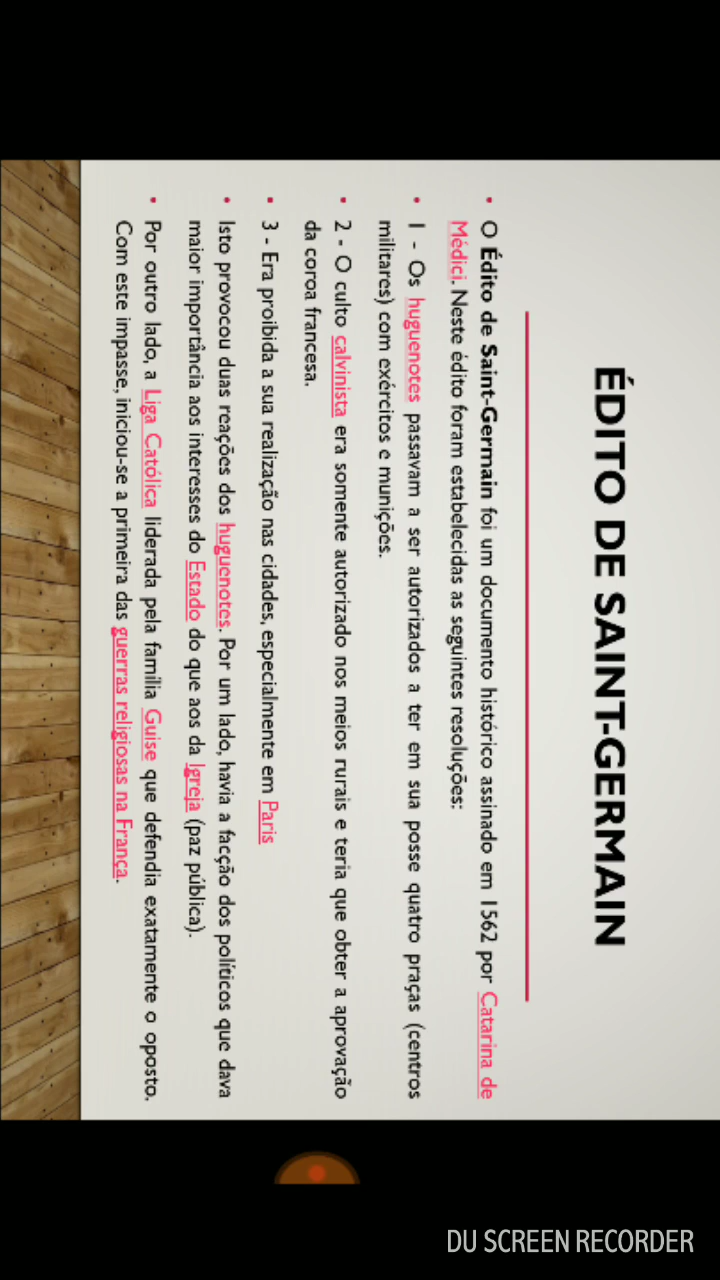 ÉDITO DE SAINT-GERMAIN
• O Édito de Saint-Germain foi um documento histórico assinado em 1562 por Catarina de
Médici. Neste édito foram estabelecidas as seguintes resoluções:
• 1 - Os huguenotes passavam a ser autorizados a ter em sua posse quatro praças (centros
militares) com exércitos e munições.
• 2 - O culto calvinista era somente autorizado nos meios rurais e teria que obter a aprovação
da coroa francesa.
• 3 - Era proibida a sua realização nas cidades, especialmente em Paris
• Isto provocou duas reações dos huguenotes. Por um lado, havia a facção dos políticos que dava
maior importância aos interesses do Estado do que aos da Igreja (paz pública).
• Por outro lado, a Liga Católica liderada pela família Guise que defendia exatamente o oposto.
Com este impasse, iniciou-se a primeira das guerras religiosas na França.
DU SCREEN RECORDER